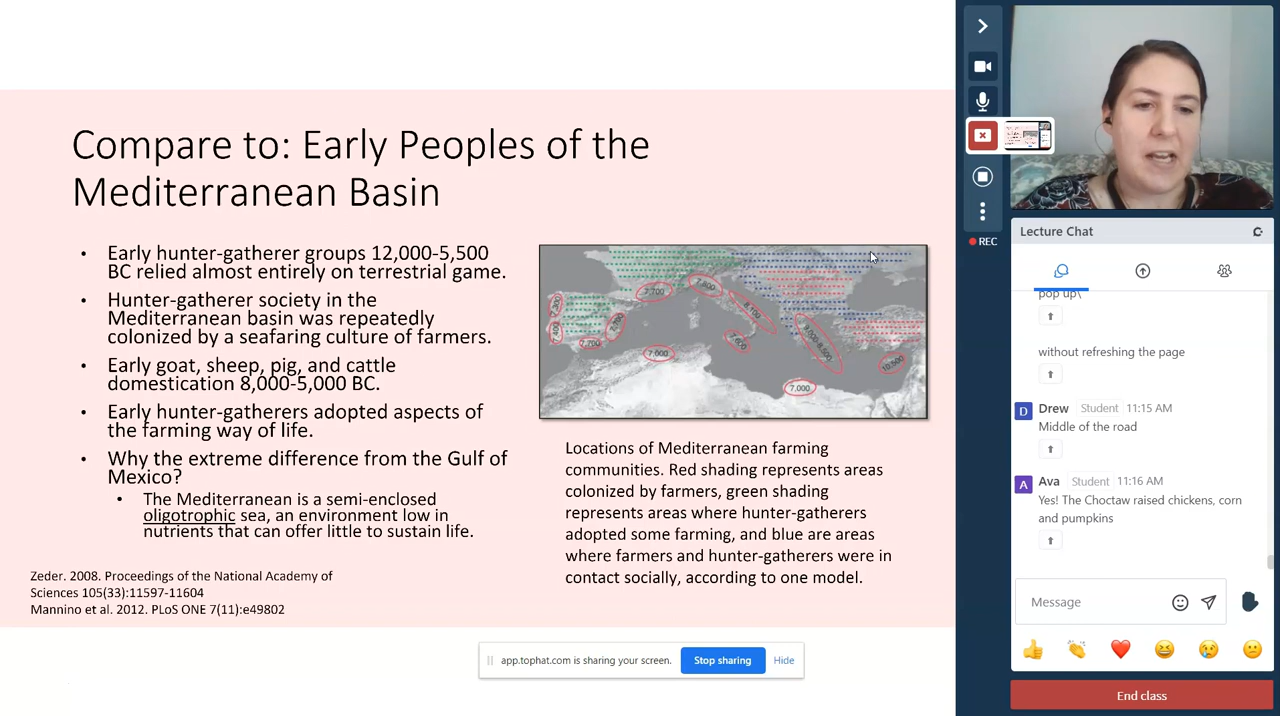 Compare to: Early Peoples of the
Mediterranean Basin
• Early hunter-gather groups 12,000-5,500
BC relied almost entirely on terrestrial game.
• Hunter-gatherer society in the
Mediterranean basin was repeatedly
colonized by a seafaring culture of farmers.
• Early goat, sheep, pig, and cattle
domestication 8,000-5,000 BC.
• Early hunter-gatherers adopted aspects of
the farming way of life.
• Why the extreme difference from the Gulf of
Mexico?
• The Mediterranean is a semi-enclosed
oligotrophic sea, an environment low in
nutrients that can offer little to sustain life.
Zeder. 2008. Proceedings of the National Academy of
Sciences 105(33):11597-11604
Mannino et al. 2012. PLoS ONE 7(11):e49802
7,700
7,700
7,600
7,000
10,500
7,000
Locations of Mediterranean farming
communities. Red shading represents areas
colonized by farmers, green shading
represents areas where hunter-gatherers
adopted some farming, and blue are areas
where farmers and hunter-gatherers were in
contact socially, according to one model.
app.tophat.com is sharing your screen.
Stop sharing
Hide
REC
Lecture Chat
pop up\
without refreshing the page
D Drew Student 11:15 AM
Middle of the road
A Ava Student 11:16 AM
Yes! The Choctaw raised chickens, corn
and pumpkins
Message
End class